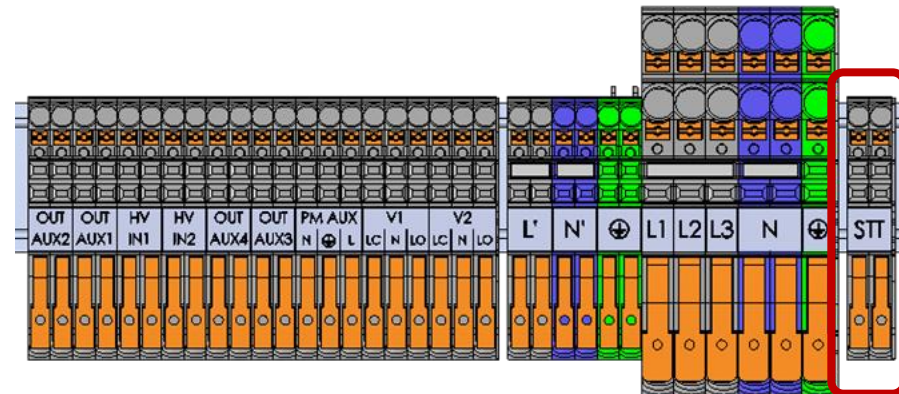 OUT OUT HV HV OUT OUT PM AUX V1 V2
AUX2 AUX1 IN1 IN2 AUX4 AUX3 N L LC N LO LC N LO
L' N' L1 L2 L3 N STT